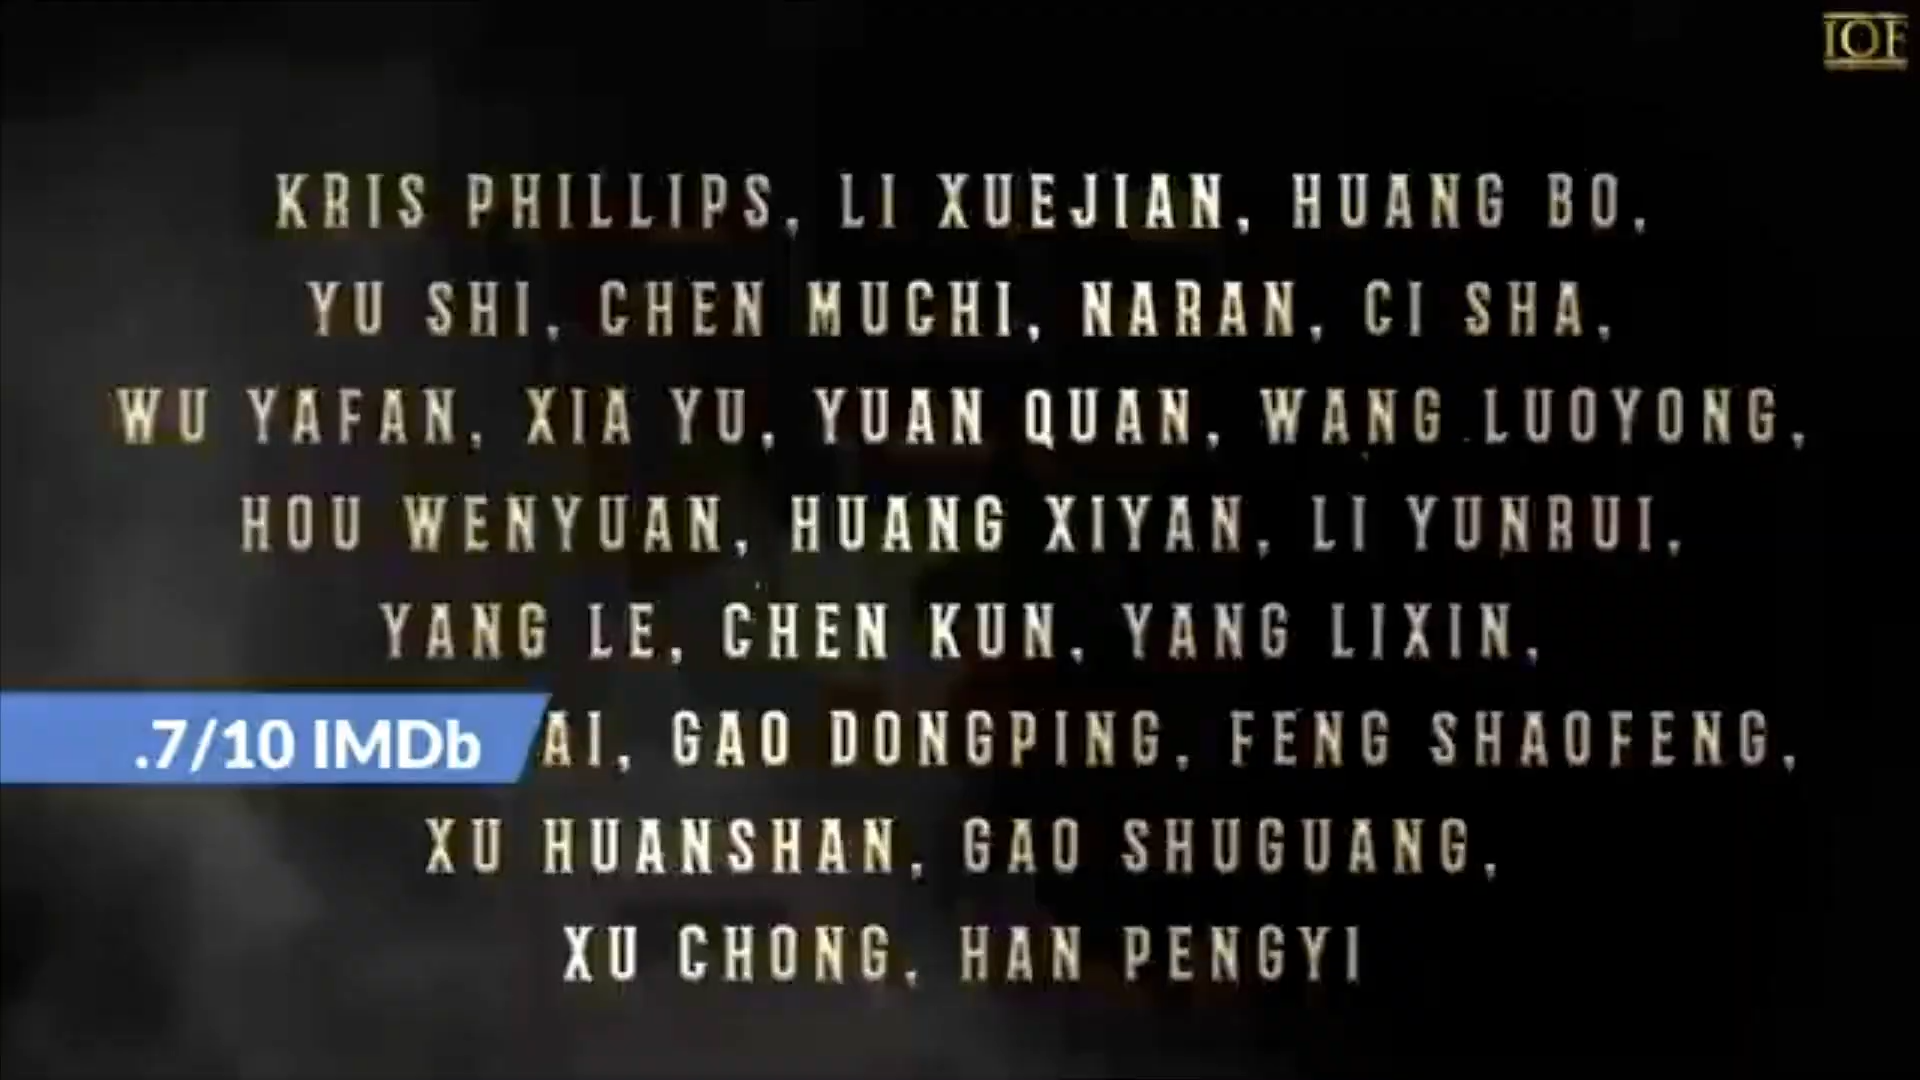 IOF
KRIS PHILLIPS, LI XUEJIAN, HUANG BO,
YU SHI, CHEN MUCHI, NARAN, CI SHA,
WU YAFAN, XIA YU, YUAN QUAN, WANG LUOYONG,
HOU WENYUAN, HUANG XIYAN, LI YUNRUI,
YANG LE, CHEN KUN, YANG LIXIN,
.7/10 IMDb
GAO DONGPING, FENG SHAOFENG,
XU HUANSHAN, GAO SHUGUANG,
XU CHONG, HAN PENGYI